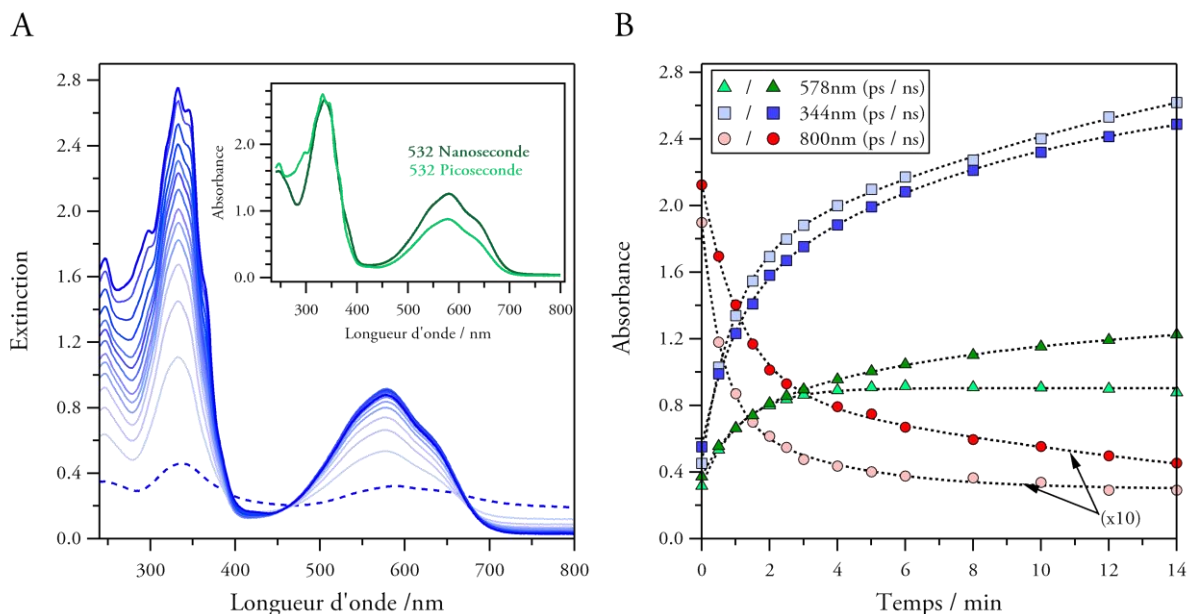 A
Extinction
2.8
2.4
2.0
1.6
1.2
0.8
0.4
0.0
300
400
500
600
700
800
Longueur d'onde /nm
Absorbance
2.0
1.0
0.0
532 Nanoseconde
532 Picoseconde
300
400
500
600
700
800
Longueur d'onde / nm
B
Absorbance
2.8
2.4
2.0
1.6
1.2
0.8
0.4
0.0
/ 578nm (ps / ns)
/ 344nm (ps / ns)
/ 800nm (ps / ns)
(x10)
0
2
4
6
8
10
12
14
Temps / min